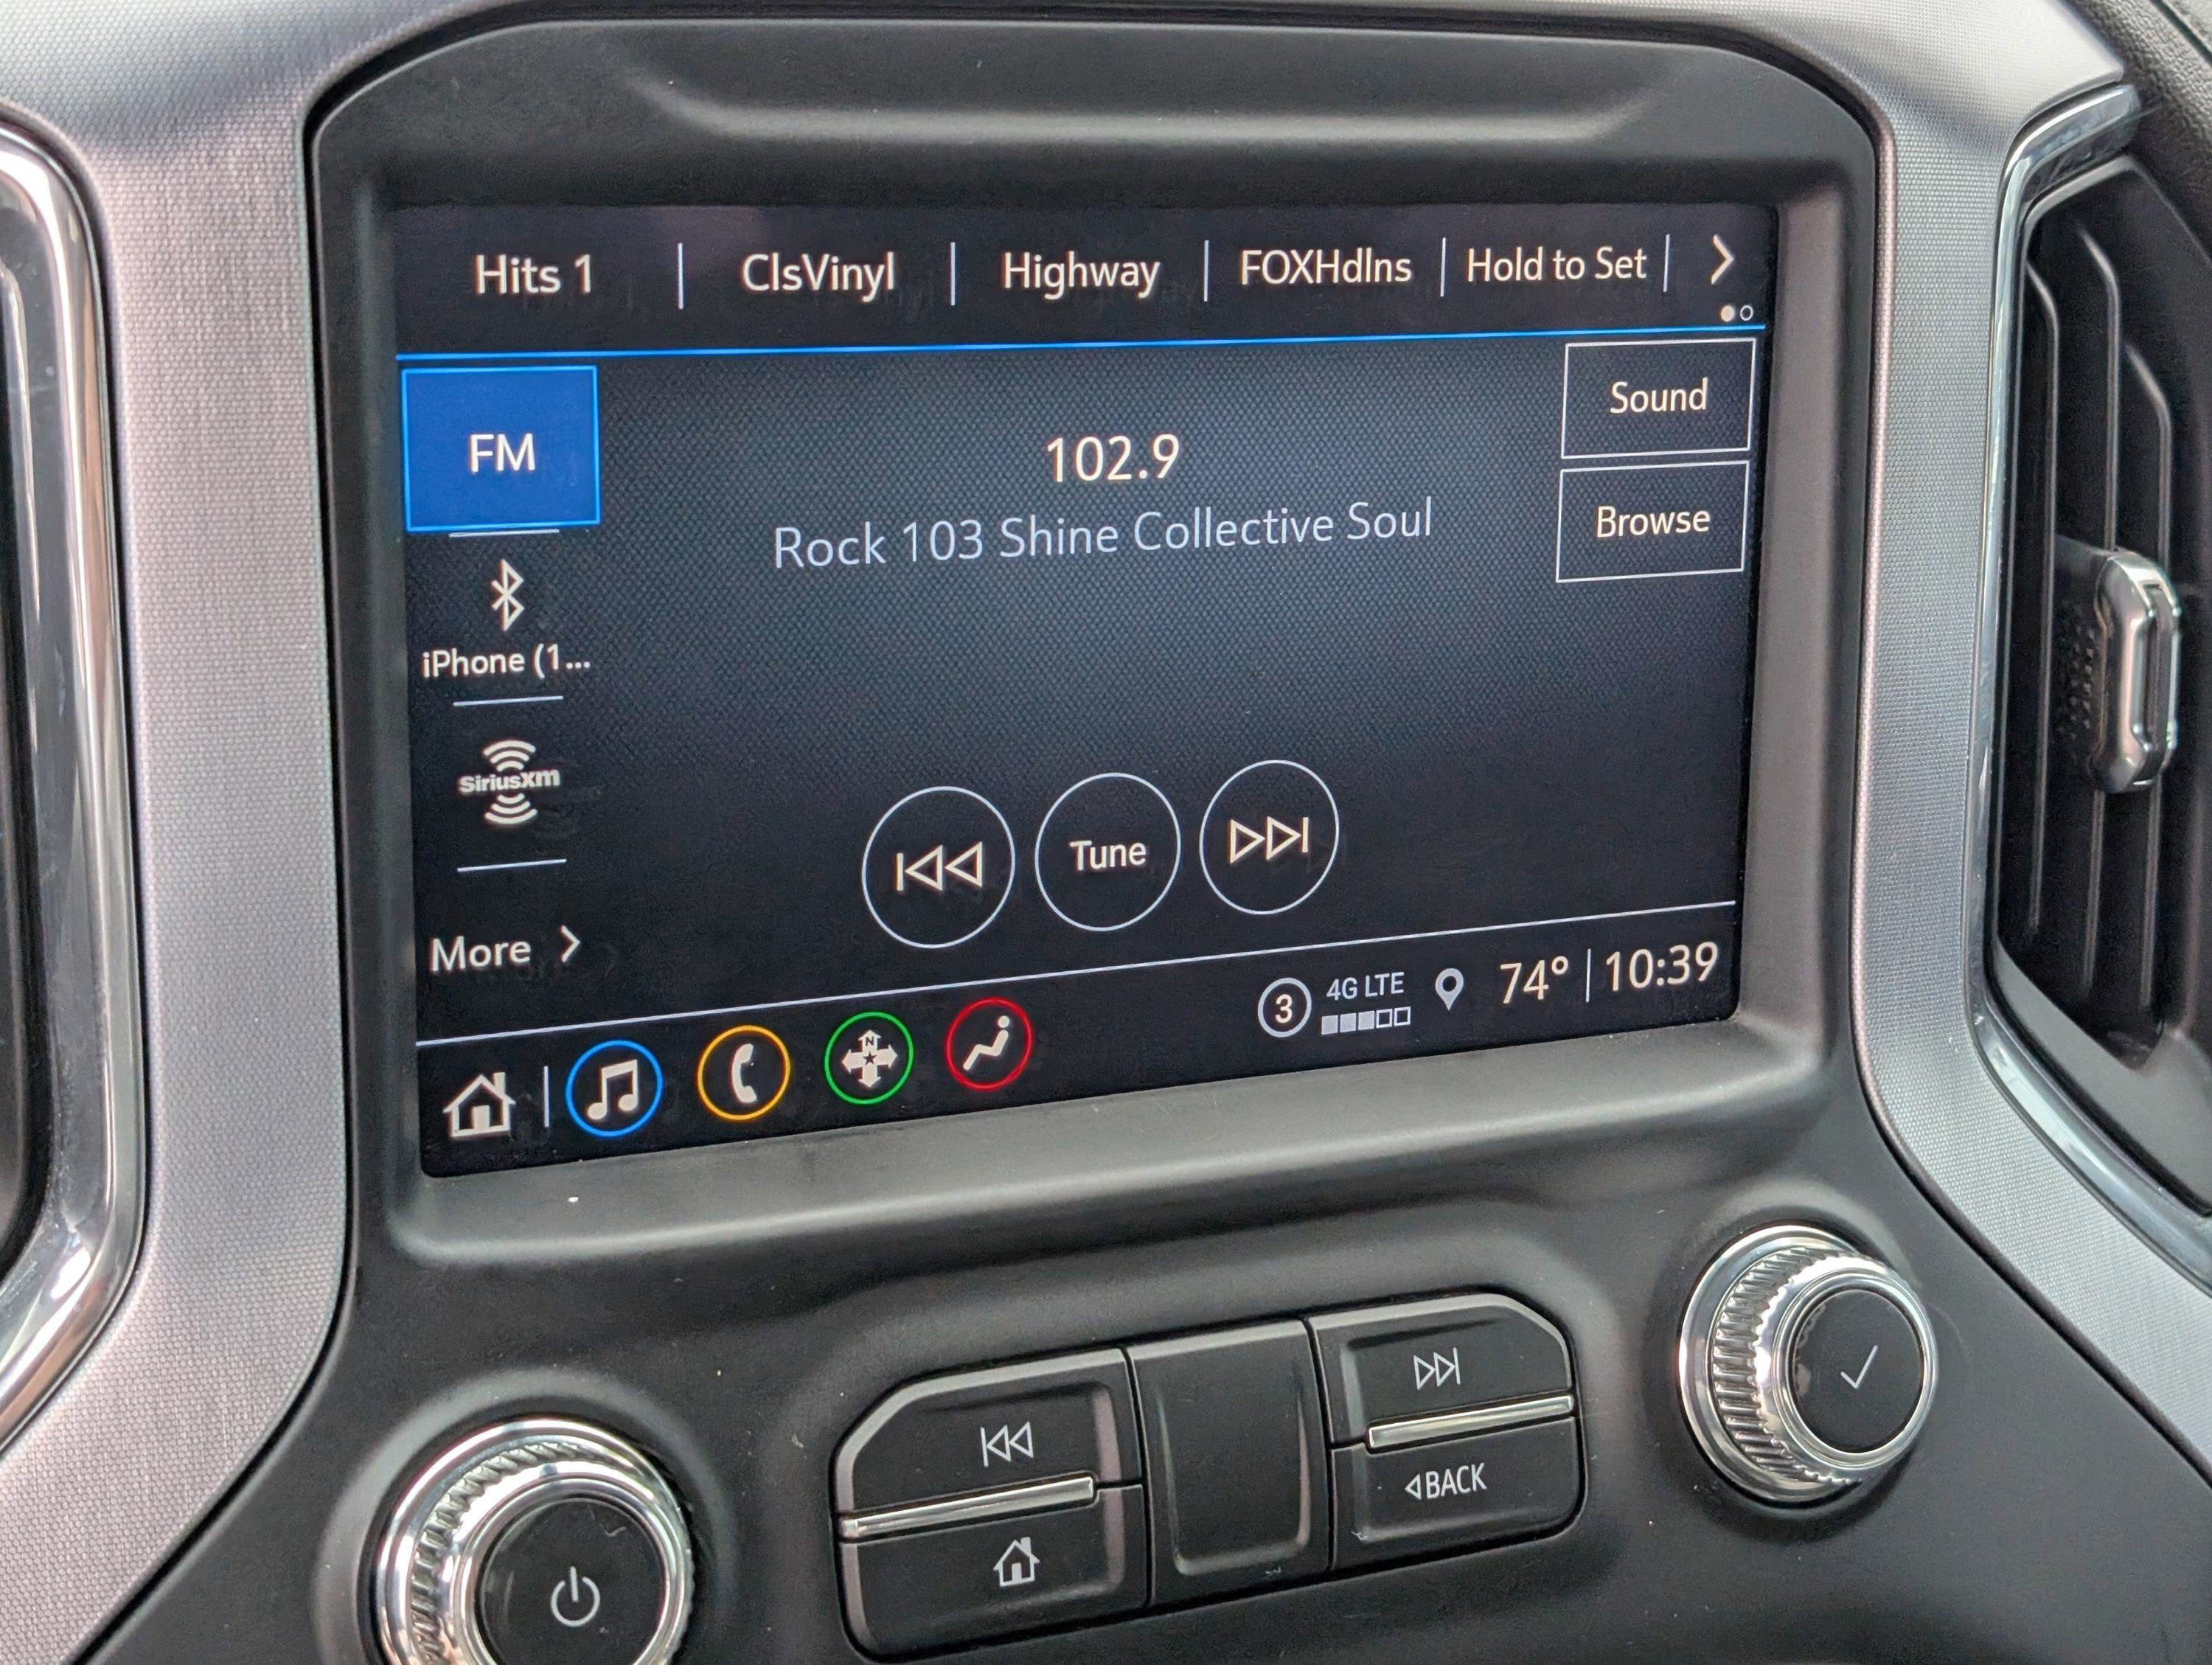 Hits 1
ClsVinyl
Highway
FOXHdlns
Hold to Set
FM
102.9
Rock 103 Shine Collective Soul
Sound
Browse
iPhone (1...
SiriusXM
More
Tune
3
4G LTE
74° 10:39
N
BACK